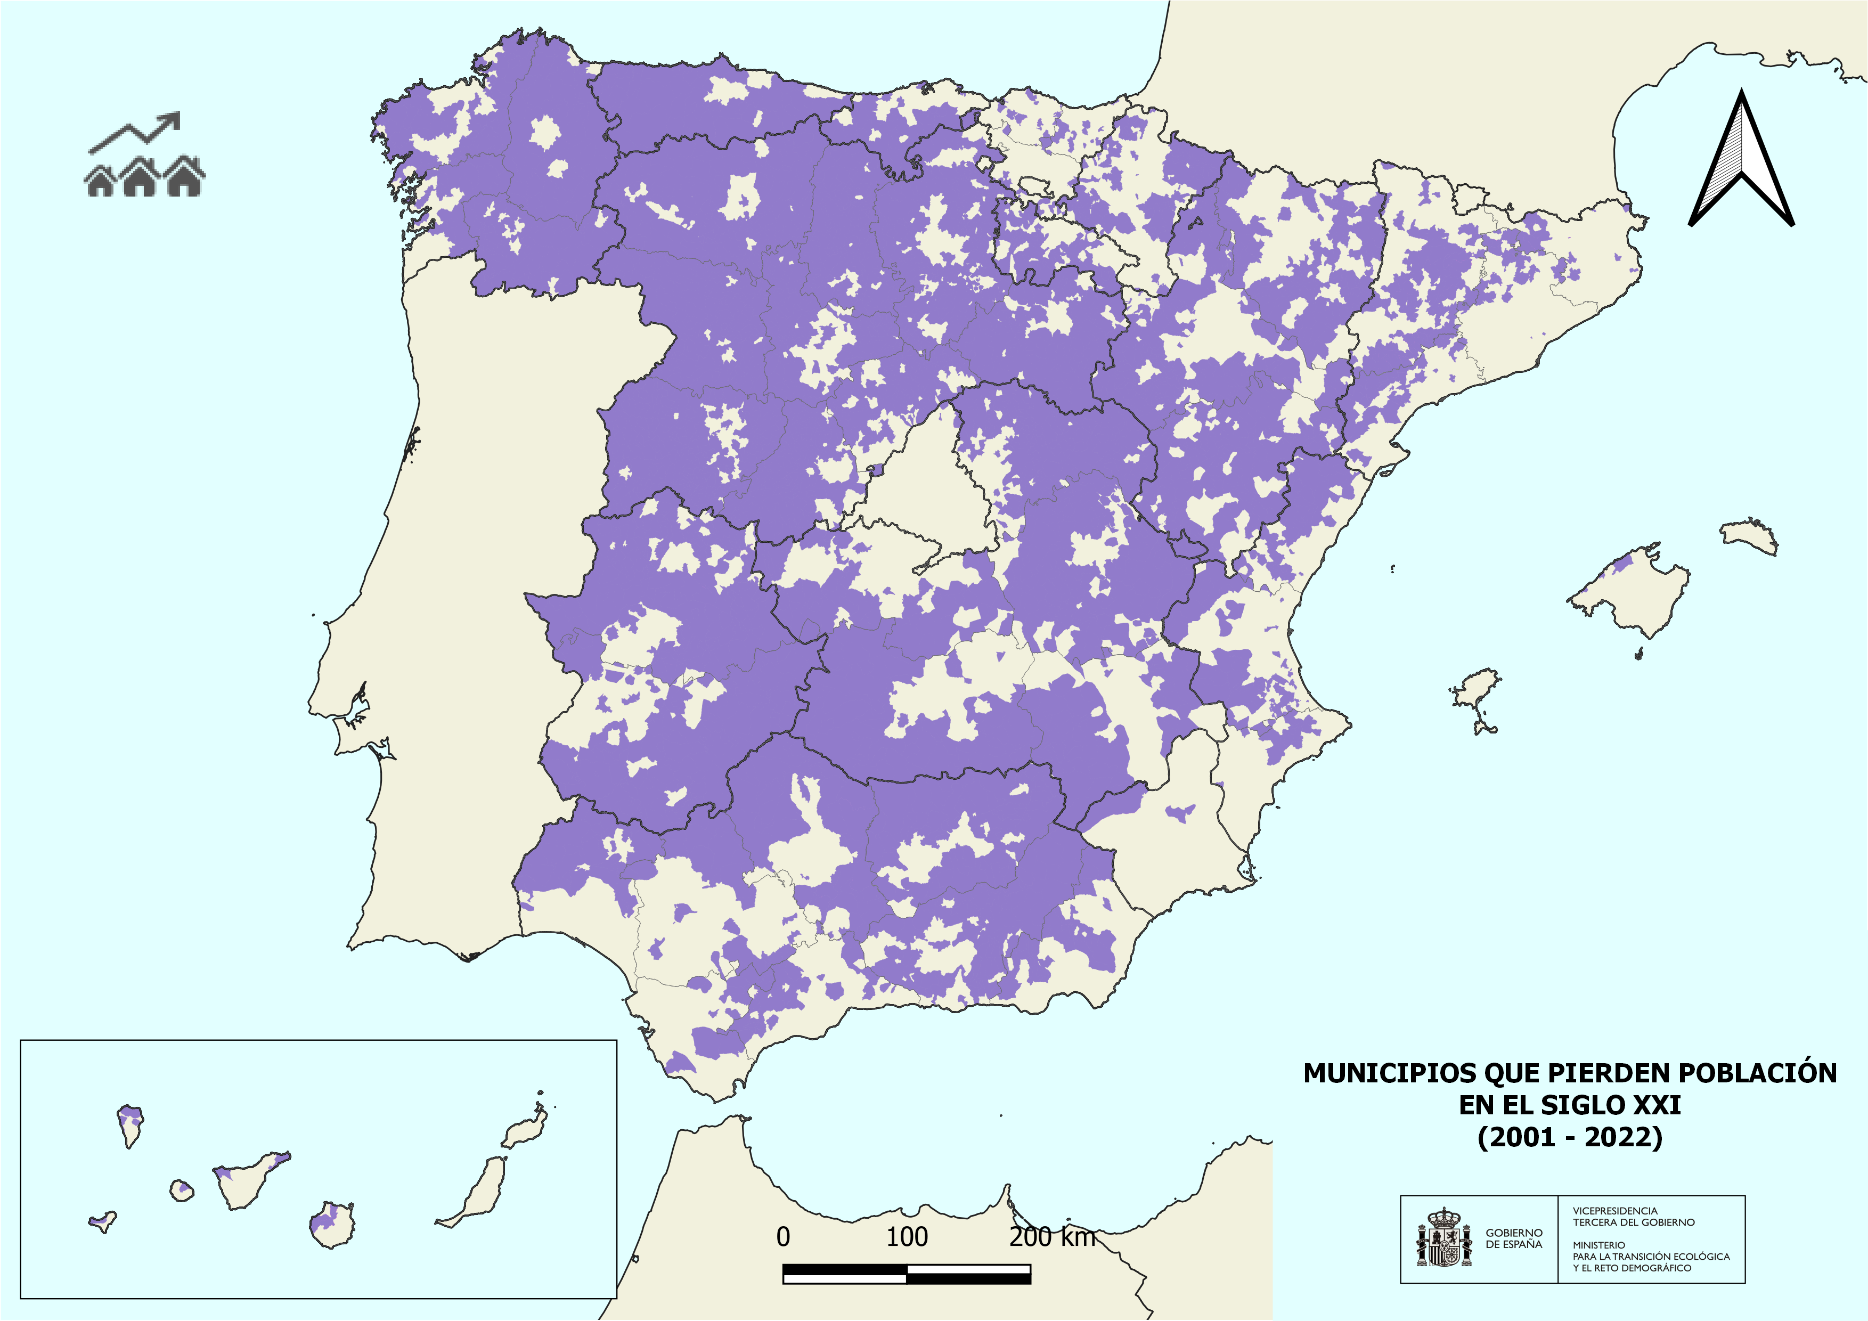 MUNICIPIOS QUE PIERDEN POBLACIÓN
EN EL SIGLO XXI
(2001 - 2022)
0 100 200 km
GOBIERNO
DE ESPAÑA
VICEPRESIDENCIA
TERCERA DEL GOBIERNO
MINISTERIO
PARA LA TRANSICIÓN ECOLÓGICA
Y EL RETO DEMOGRÁFICO